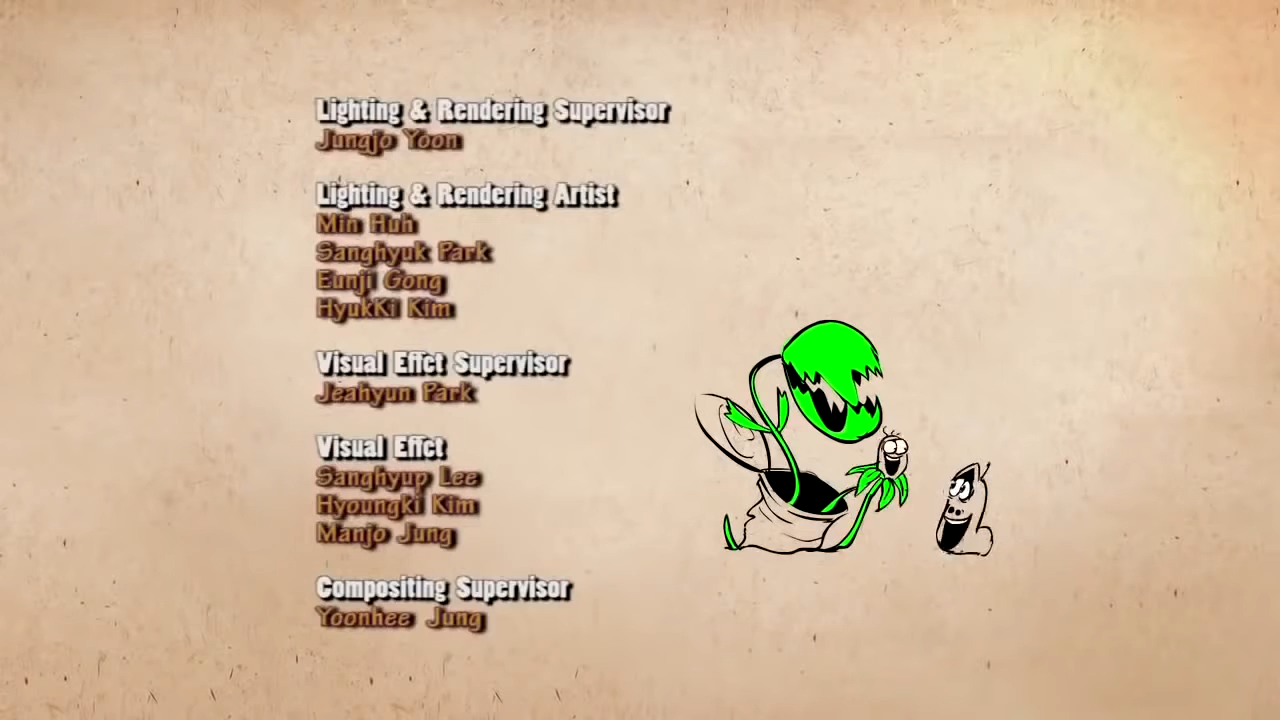 Lighting & Rendering Supervisor
Jungjo Yoon
Lighting & Rendering Artist
Min Huh
Sanghyuk Park
Eunji Gong
HyukKi Kim
Visual Effct Supervisor
Jeahyun Park
Visual Effct
Sanghyup Lee
Hyoungki Kim
Manjo Jung
Compositing Supervisor
Yoonhee Jung